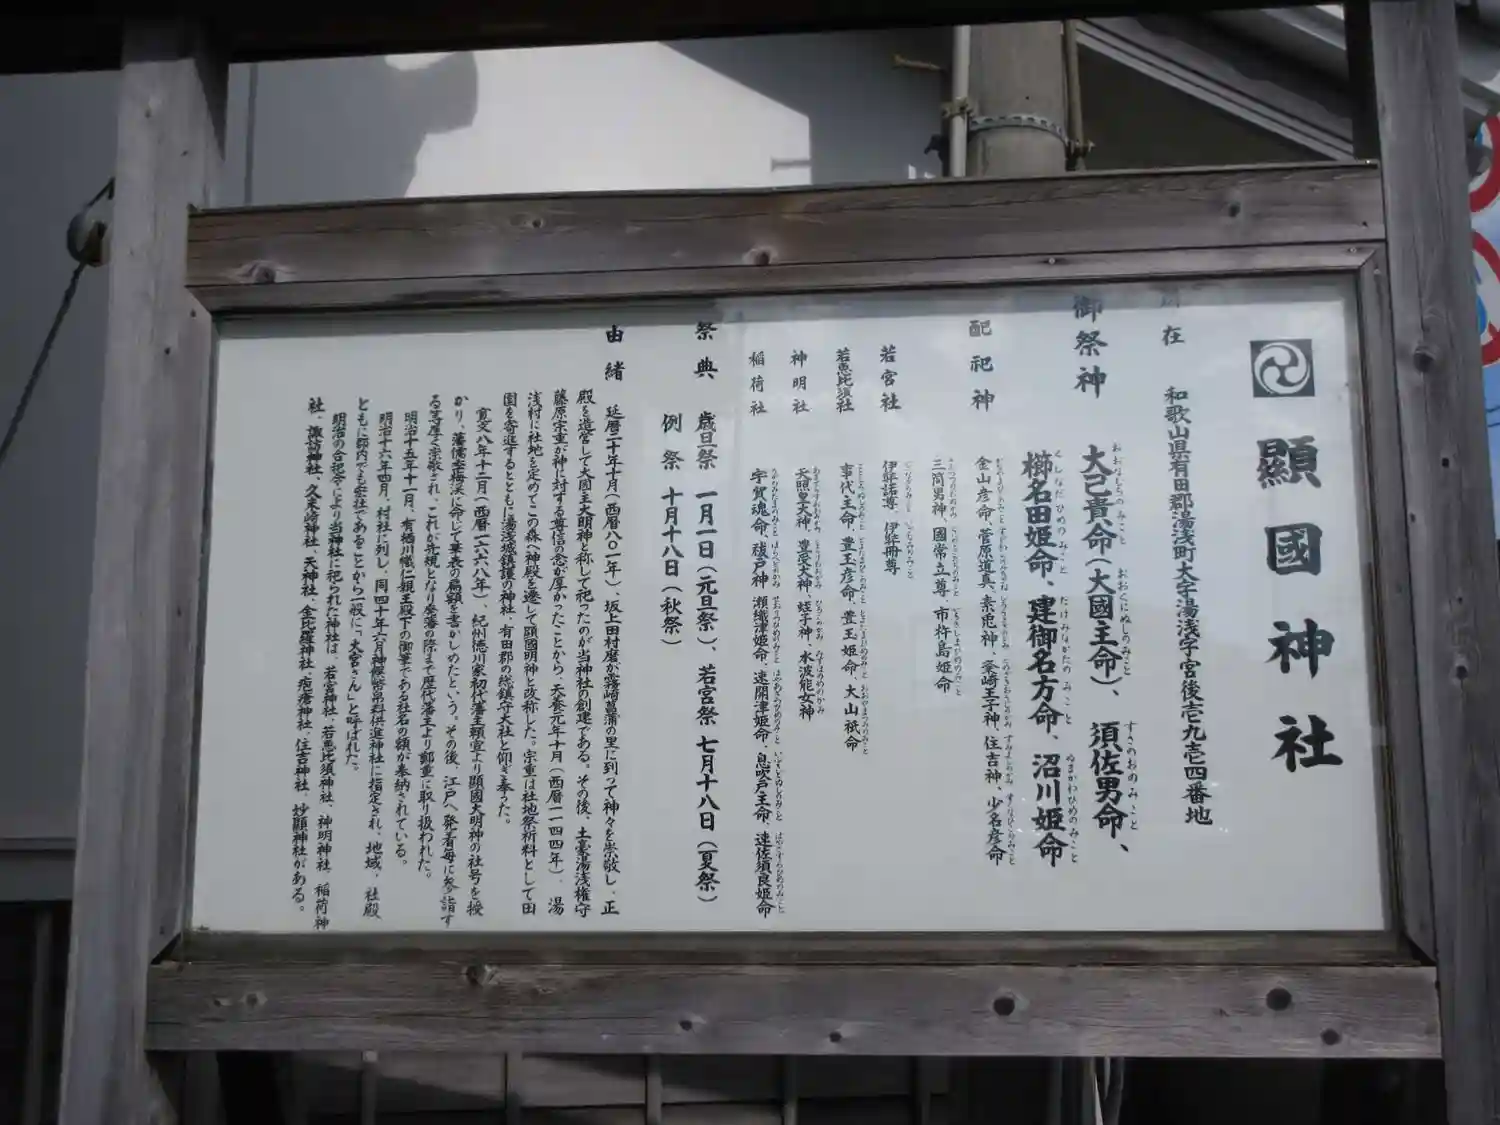 顯國神社
所在 和歌山県有田郡湯浅町大字湯浅字宮後壱九壱四番地
御祭神 大己貴命(大國主命)、須佐男命、
櫛名田姫命、建御名方命、沼川姫命
配祀神 金山彦命、菅原道真、素兎神、 住吉神、少名彦命
三筒男神、國常立尊、市杵島姫命
若宮社 伊弉諾尊、伊弉冊尊
若恵比須社 事代主命、豊玉彦命、豊玉姫命、大山祇命
神明社 天照皇大神、豊受大神、蛭子神、水波能女神
稲荷社 宇賀魂命、祓戸神 瀬織津姫命、速開津姫命、息吹戸主命、速佐須良姫命
祭典 歳旦祭 一月一日(元旦祭)、若宮祭 七月十八日(夏祭)
例祭 十月十八日(秋祭)
由緒 延暦二十年十月(西暦八〇一年)、坂上田村麿が霧崎菖蒲の里に到って神々を崇敬し、正
殿を造営して大國主大明神と称して祀ったのが当神社の創建である。その後、土豪湯浅権守
藤原宗重が神に対する尊信の念が厚かったことから、天養元年十月(西暦一一四四年)、湯
浅村に社地を定めてこの森へ神殿を遷して顕國明神と改称した。宗重は社地祭祈料として田
園を寄進するとともに湯浅城鎮護の神社、有田郡の総鎮守大社と仰ぎ奉った。
寛文八年十二月(西暦一六六八年)、紀州徳川家初代藩主頼宣より顕國大明神の社号を授
かり、藩儒李梅渓に命じて華表の扁額を書かしめたという。その後、江戸へ発着毎に参詣す
る等厚く崇敬され、これが先規となり廃藩の際まで歴代藩主より鄭重に取り扱われた。
明治十五年十一月、有栖川熾仁親王殿下の御筆である社名の額が奉納されている。
明治十六年四月、村社に列し、同四十年六月神饌幣帛料供進神社に指定され、地域、社殿
ともに郡内でも宏社であることから一般に「大宮さん」と呼ばれた。
明治の合祀令により当神社に祀られた神社は、若宮神社、若恵比須神社、神明神社、稲荷神
社、諏訪神社、久米崎神社、天神社、金比羅神社、疱瘡神社、住吉神社、妙顕神社がある。